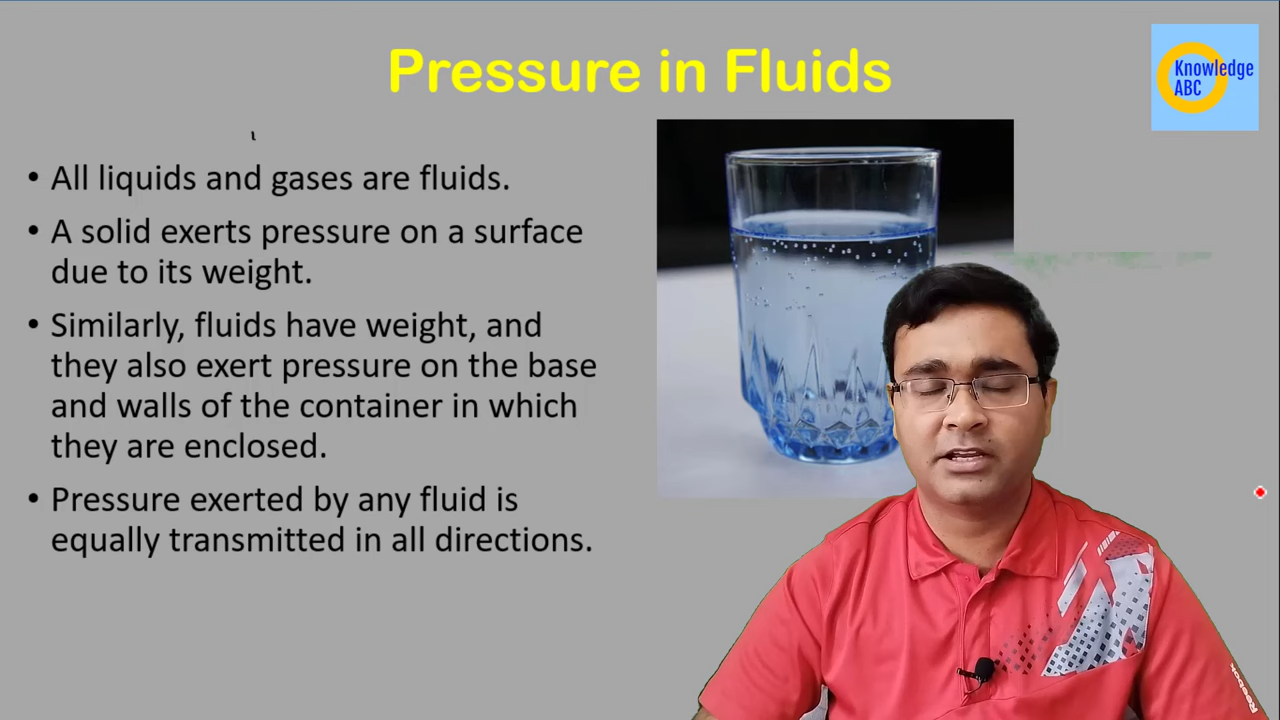 Pressure in Fluids
Knowledge
ABC
• All liquids and gases are fluids.
• A solid exerts pressure on a surface
due to its weight.
• Similarly, fluids have weight, and
they also exert pressure on the base
and walls of the container in which
they are enclosed.
• Pressure exerted by any fluid is
equally transmitted in all directions.
Reebok